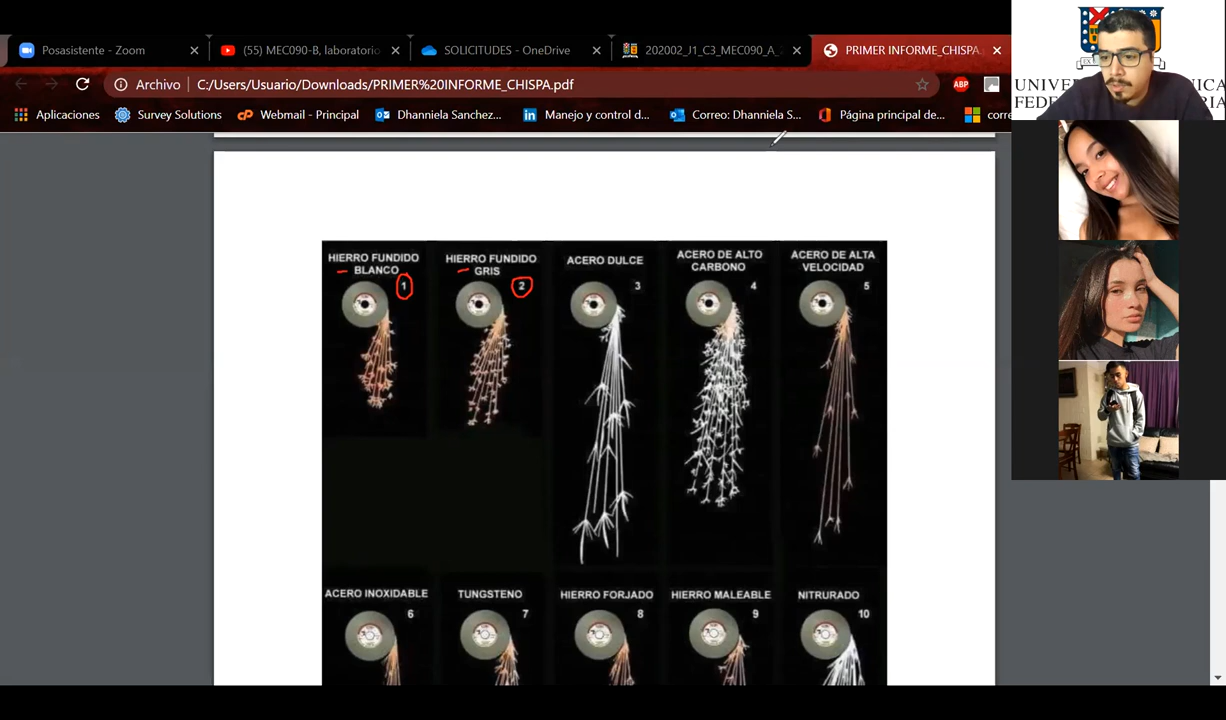 Posasistente - Zoom
(55) MEC090-B, laboratorio
SOLICITUDES - OneDrive
202002_J1_C3_MEC090_A_
PRIMER INFORME_CHISPA.
Archivo
C:/Users/Usuario/Downloads/PRIMER%20INFORME_CHISPA.pdf
ABP
Aplicaciones
Survey Solutions
Webmail - Principal
Dhanniela Sanchez...
Manejo y control d...
Correo: Dhanniela S...
Página principal de...
HIERRO FUNDIDO
BLANCO
1
HIERRO FUNDIDO
GRIS
2
ACERO DULCE
3
ACERO DE ALTO
CARBONO
4
ACERO DE ALTA
VELOCIDAD
5
ACERO INOXIDABLE
6
TUNGSTENO
7
HIERRO FORJADO
8
HIERRO MALEABLE
9
NITRURADO
10